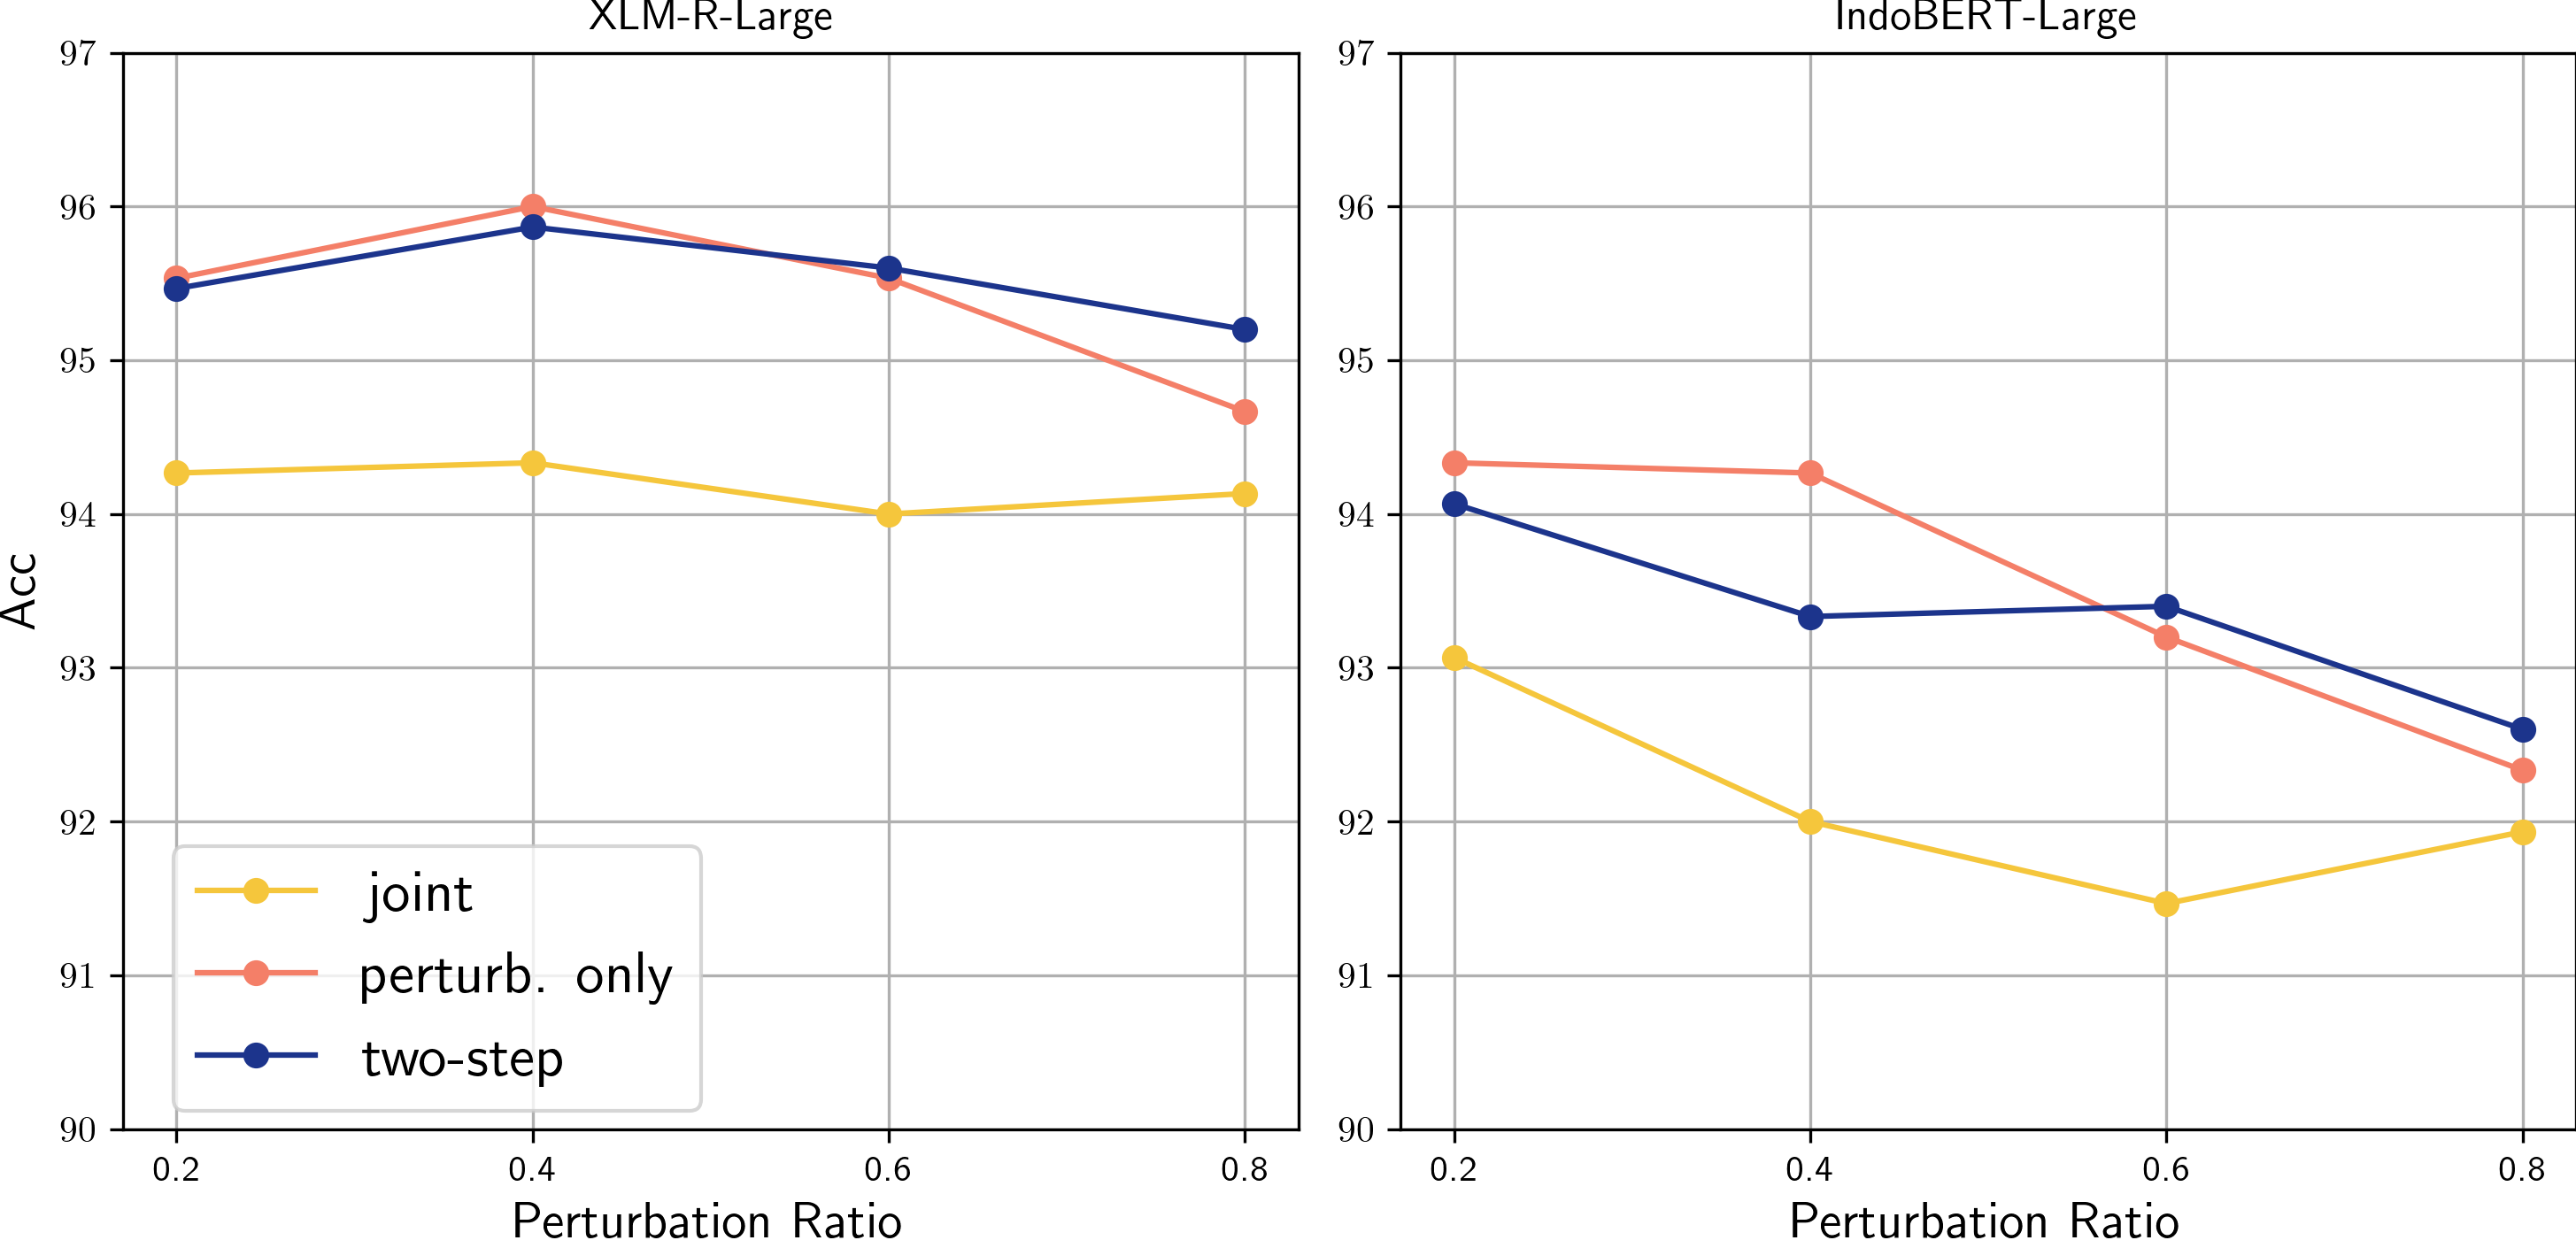 XLM-R-Large
97
96
95
94
93
92
91
90
Acc
joint
perturb. only
two-step
0.2 0.4 0.6 0.8
Perturbation Ratio
IndoBERT-Large
97
96
95
94
93
92
91
90
0.2 0.4 0.6 0.8
Perturbation Ratio